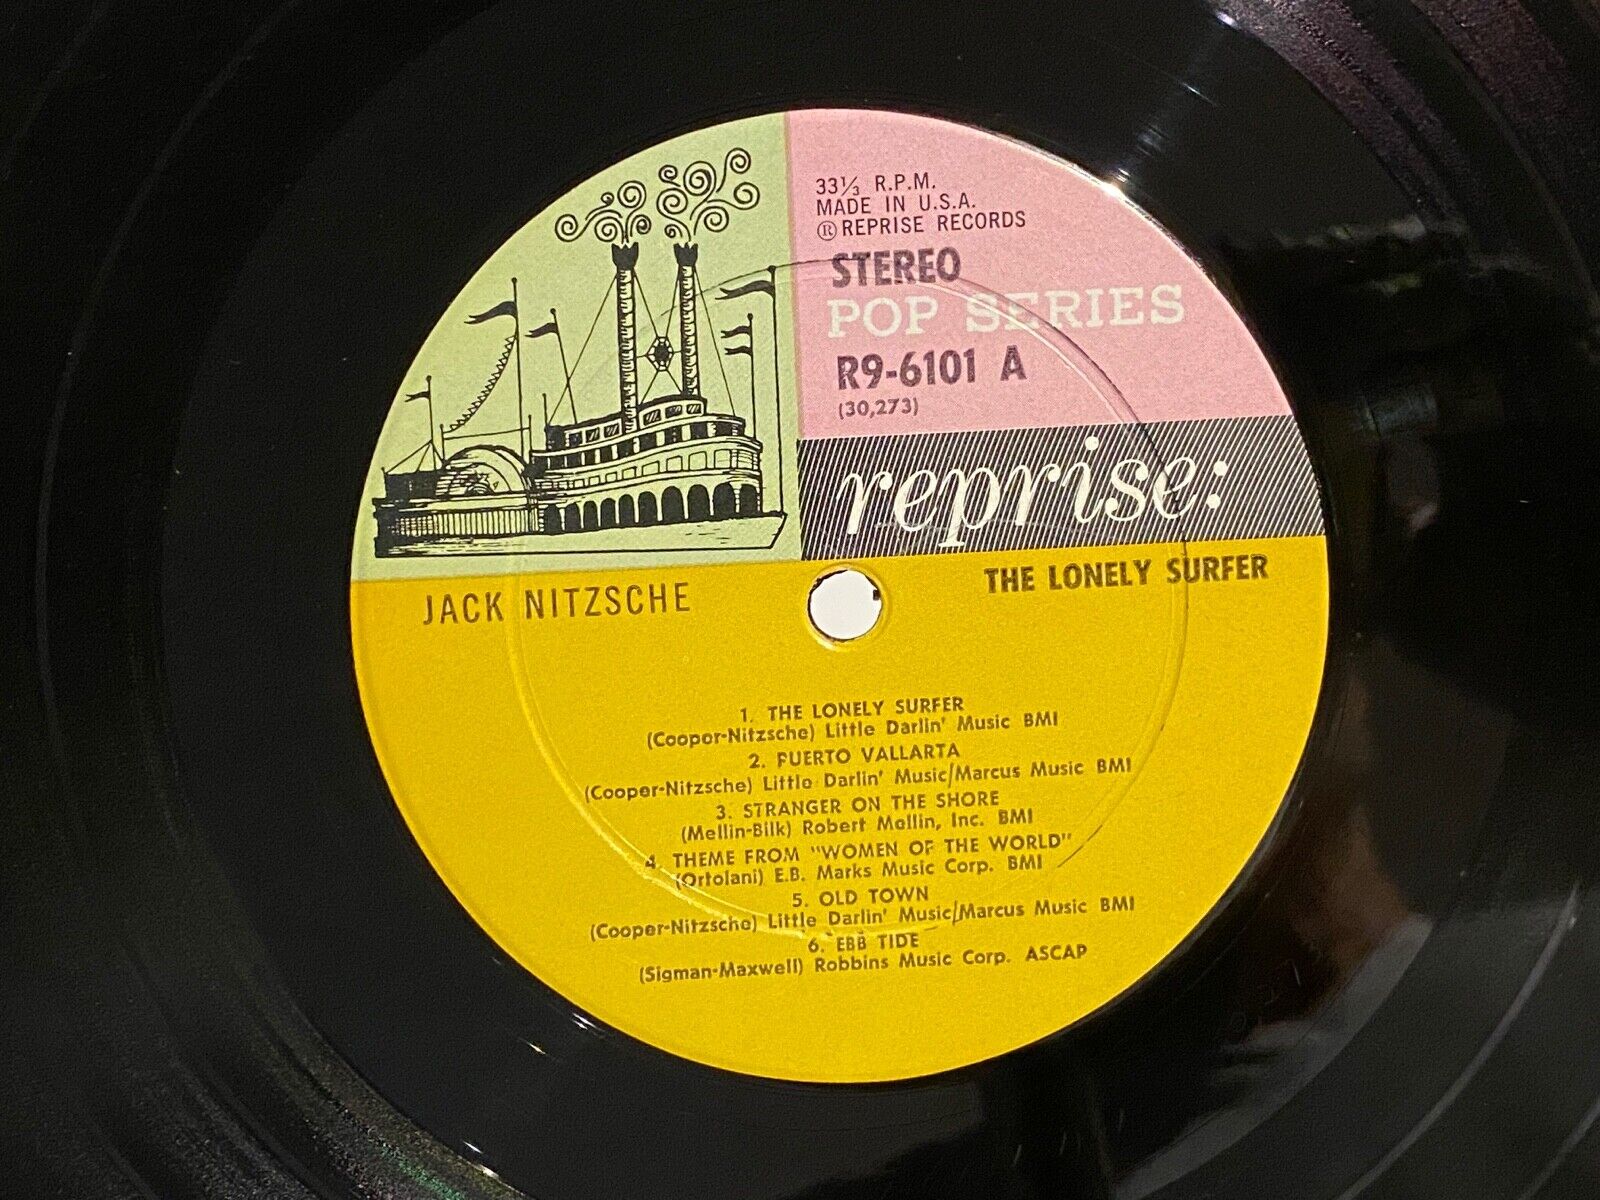 33⅓ R.P.M.
MADE IN U.S.A.
Ⓡ REPRISE RECORDS
STEREO
POP SERIES
R9-6101 A
(30,273)
reprise:
JACK NITZSCHE
THE LONELY SURFER
1. THE LONELY SURFER
(Cooper-Nitzsche) Little Darlin' Music BMI
2. PUERTO VALLARTA
(Cooper-Nitzsche) Little Darlin' Music/Marcus Music BMI
3. STRANGER ON THE SHORE
(Mellin-Bilk) Robert Mellin, Inc. BMI
4. THEME FROM "WOMEN OF THE WORLD"
(Ortolani) E.B. Marks Music Corp. BMI
5. OLD TOWN
(Cooper-Nitzsche) Little Darlin' Music/Marcus Music BMI
6. EBB TIDE
(Sigman-Maxwell) Robbins Music Corp. ASCAP